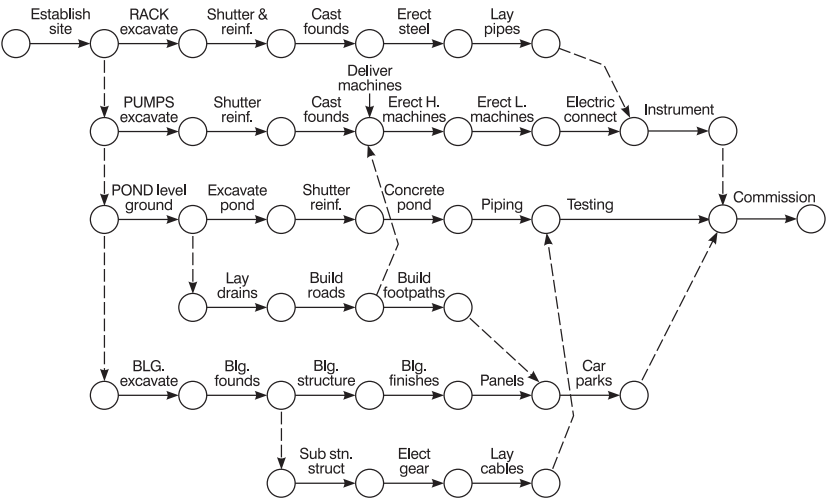 Establish
site
RACK
excavate
Shutter &
reinf.
Cast
founds
Erect
steel
Lay
pipes
Deliver
machines
PUMPS
excavate
Shutter
reinf.
Cast
founds
Erect H.
machines
Erect L.
machines
Electric
connect
Instrument
POND level
ground
Excavate
pond
Shutter
reinf.
Concrete
pond
Piping
Testing
Commission
Lay
drains
Build
roads
Build
footpaths
BLG.
excavate
Blg.
founds
Blg.
structure
Blg.
finishes
Panels
Car
parks
Sub stn.
struct
Elect
gear
Lay
cables